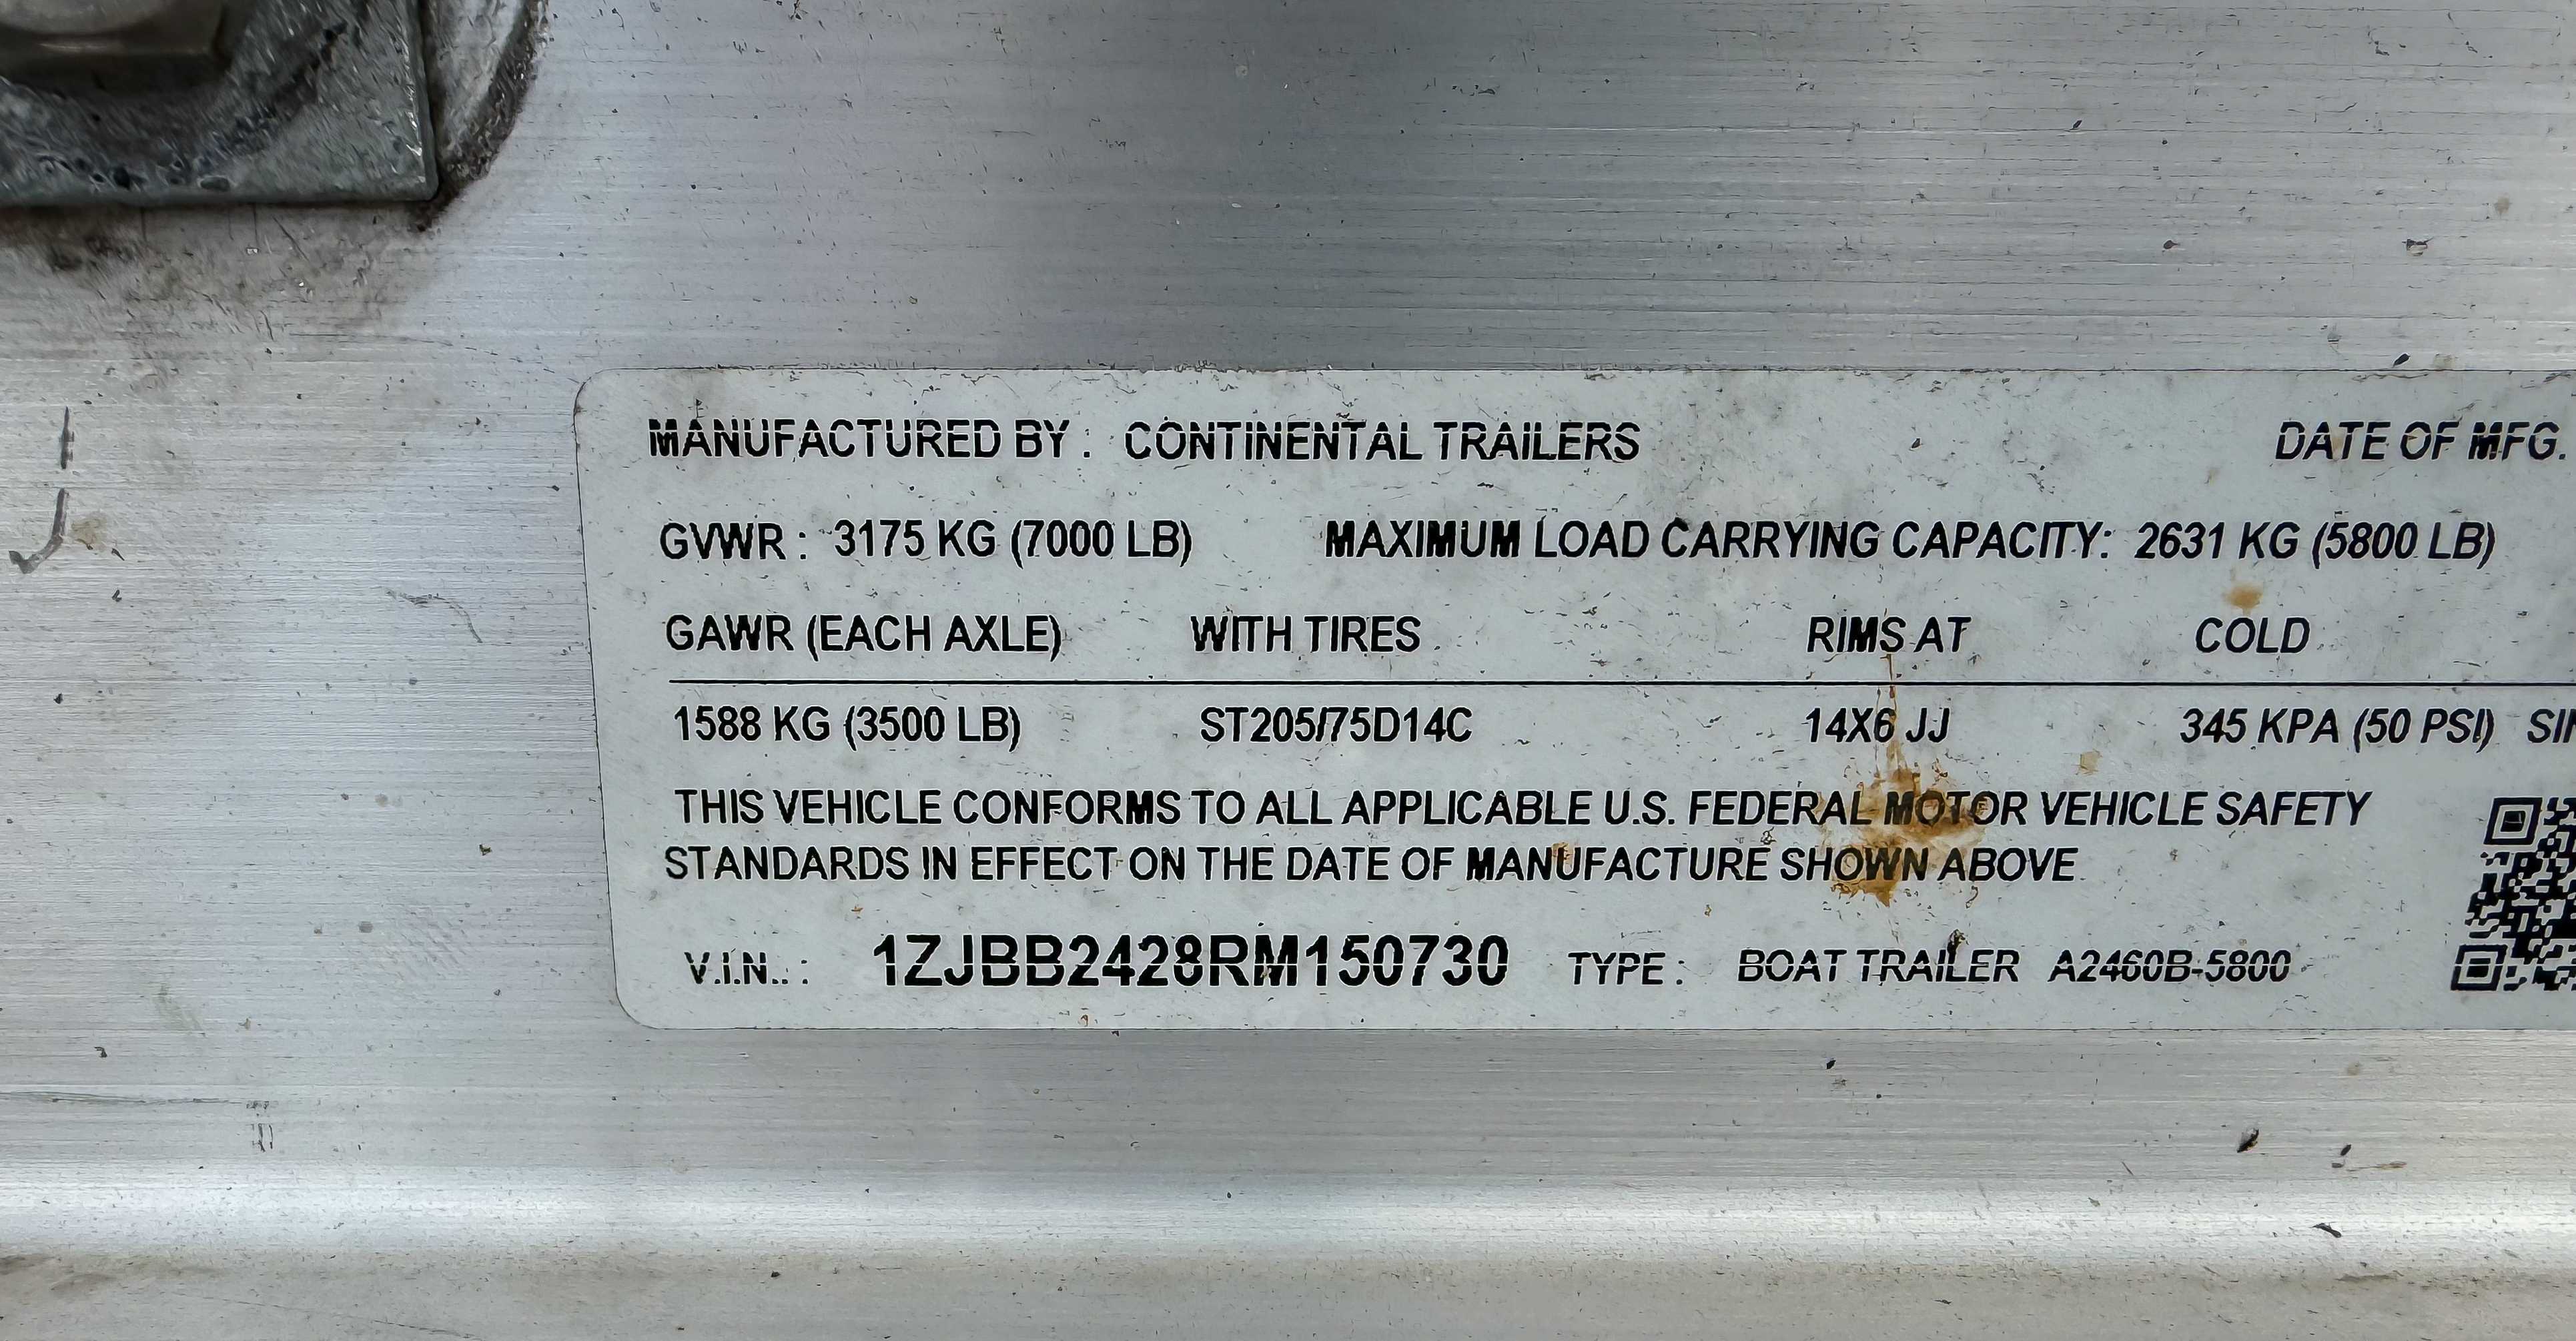 MANUFACTURED BY : CONTINENTAL TRAILERS DATE OF MFG.
GVWR : 3175 KG (7000 LB) MAXIMUM LOAD CARRYING CAPACITY: 2631 KG (5800 LB)
GAWR (EACH AXLE) WITH TIRES RIMS AT COLD
1588 KG (3500 LB) ST205/75D14C 14X6 JJ 345 KPA (50 PSI)
THIS VEHICLE CONFORMS TO ALL APPLICABLE U.S. FEDERAL MOTOR VEHICLE SAFETY
STANDARDS IN EFFECT ON THE DATE OF MANUFACTURE SHOWN ABOVE
V.I.N.. : 1ZJBB2428RM150730 TYPE : BOAT TRAILER A2460B-5800